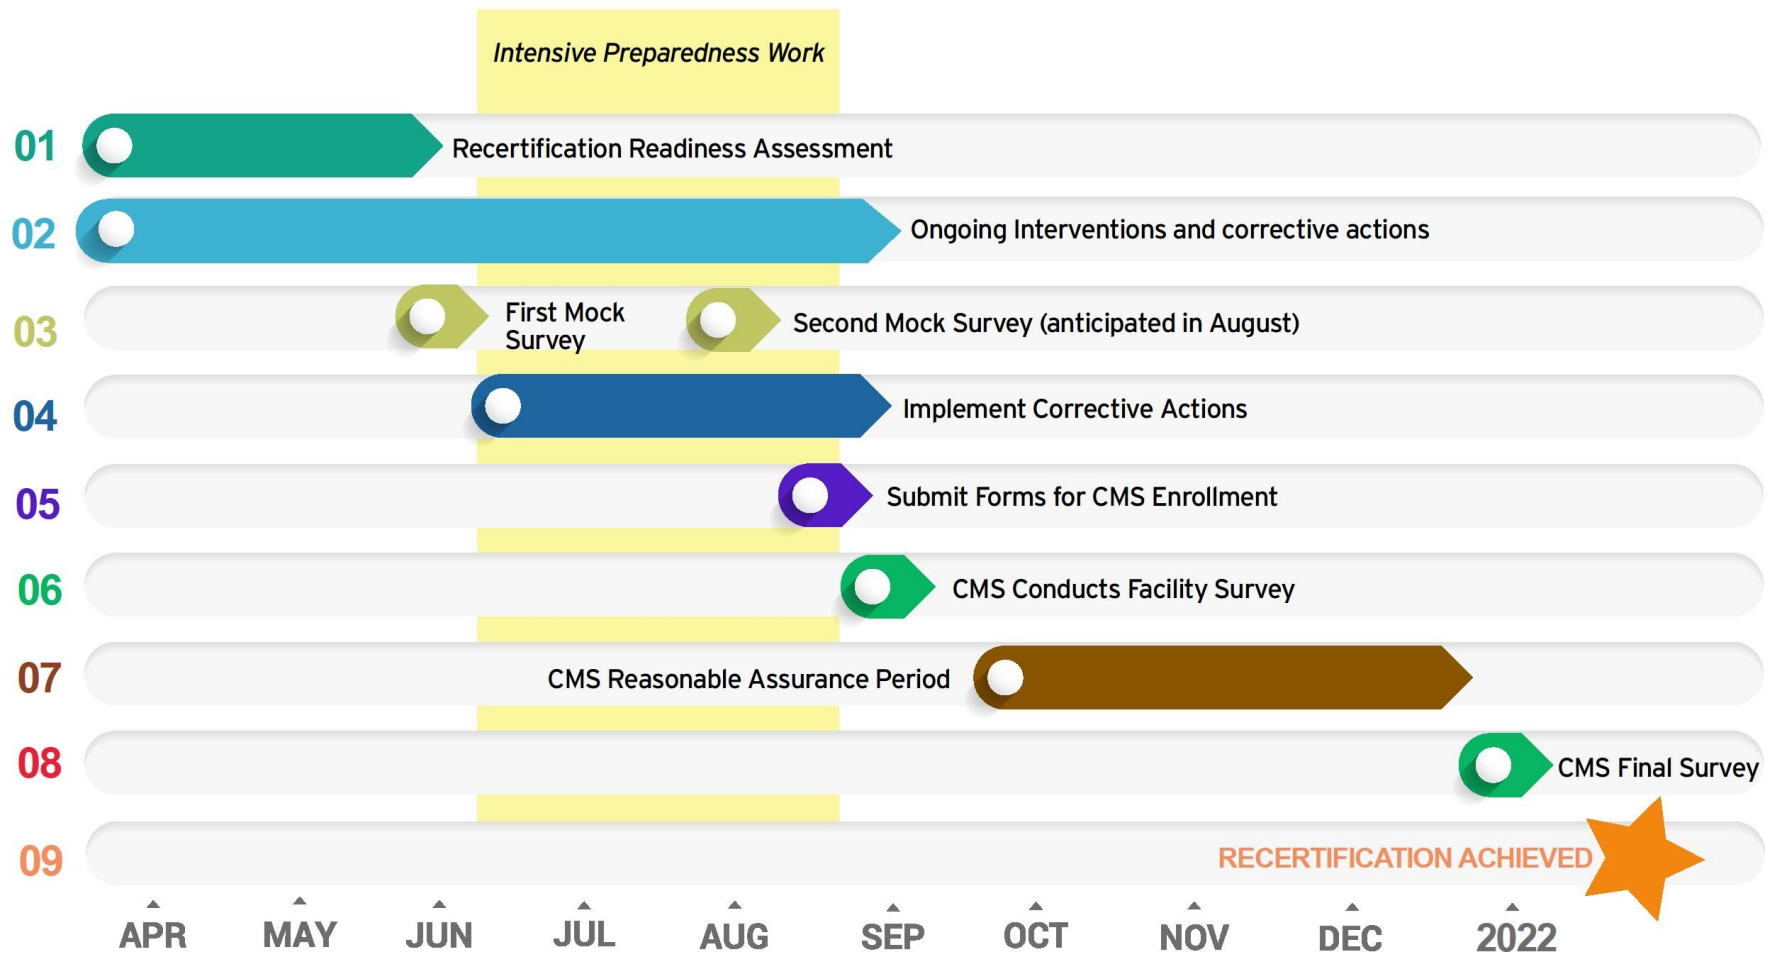 Intensive Preparedness Work
01
Recertification Readiness Assessment
02
Ongoing Interventions and corrective actions
03
First Mock
Survey
Second Mock Survey (anticipated in August)
04
Implement Corrective Actions
05
Submit Forms for CMS Enrollment
06
CMS Conducts Facility Survey
07
CMS Reasonable Assurance Period
08
CMS Final Survey
09
RECERTIFICATION ACHIEVED
APR MAY JUN JUL AUG SEP OCT NOV DEC 2022